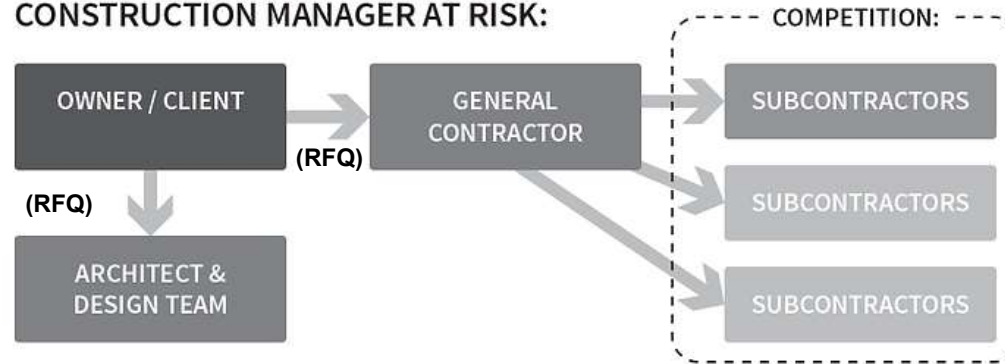 CONSTRUCTION MANAGER AT RISK:
COMPETITION:
OWNER / CLIENT
(RFQ)
GENERAL
CONTRACTOR
SUBCONTRACTORS
SUBCONTRACTORS
SUBCONTRACTORS
(RFQ)
ARCHITECT &
DESIGN TEAM